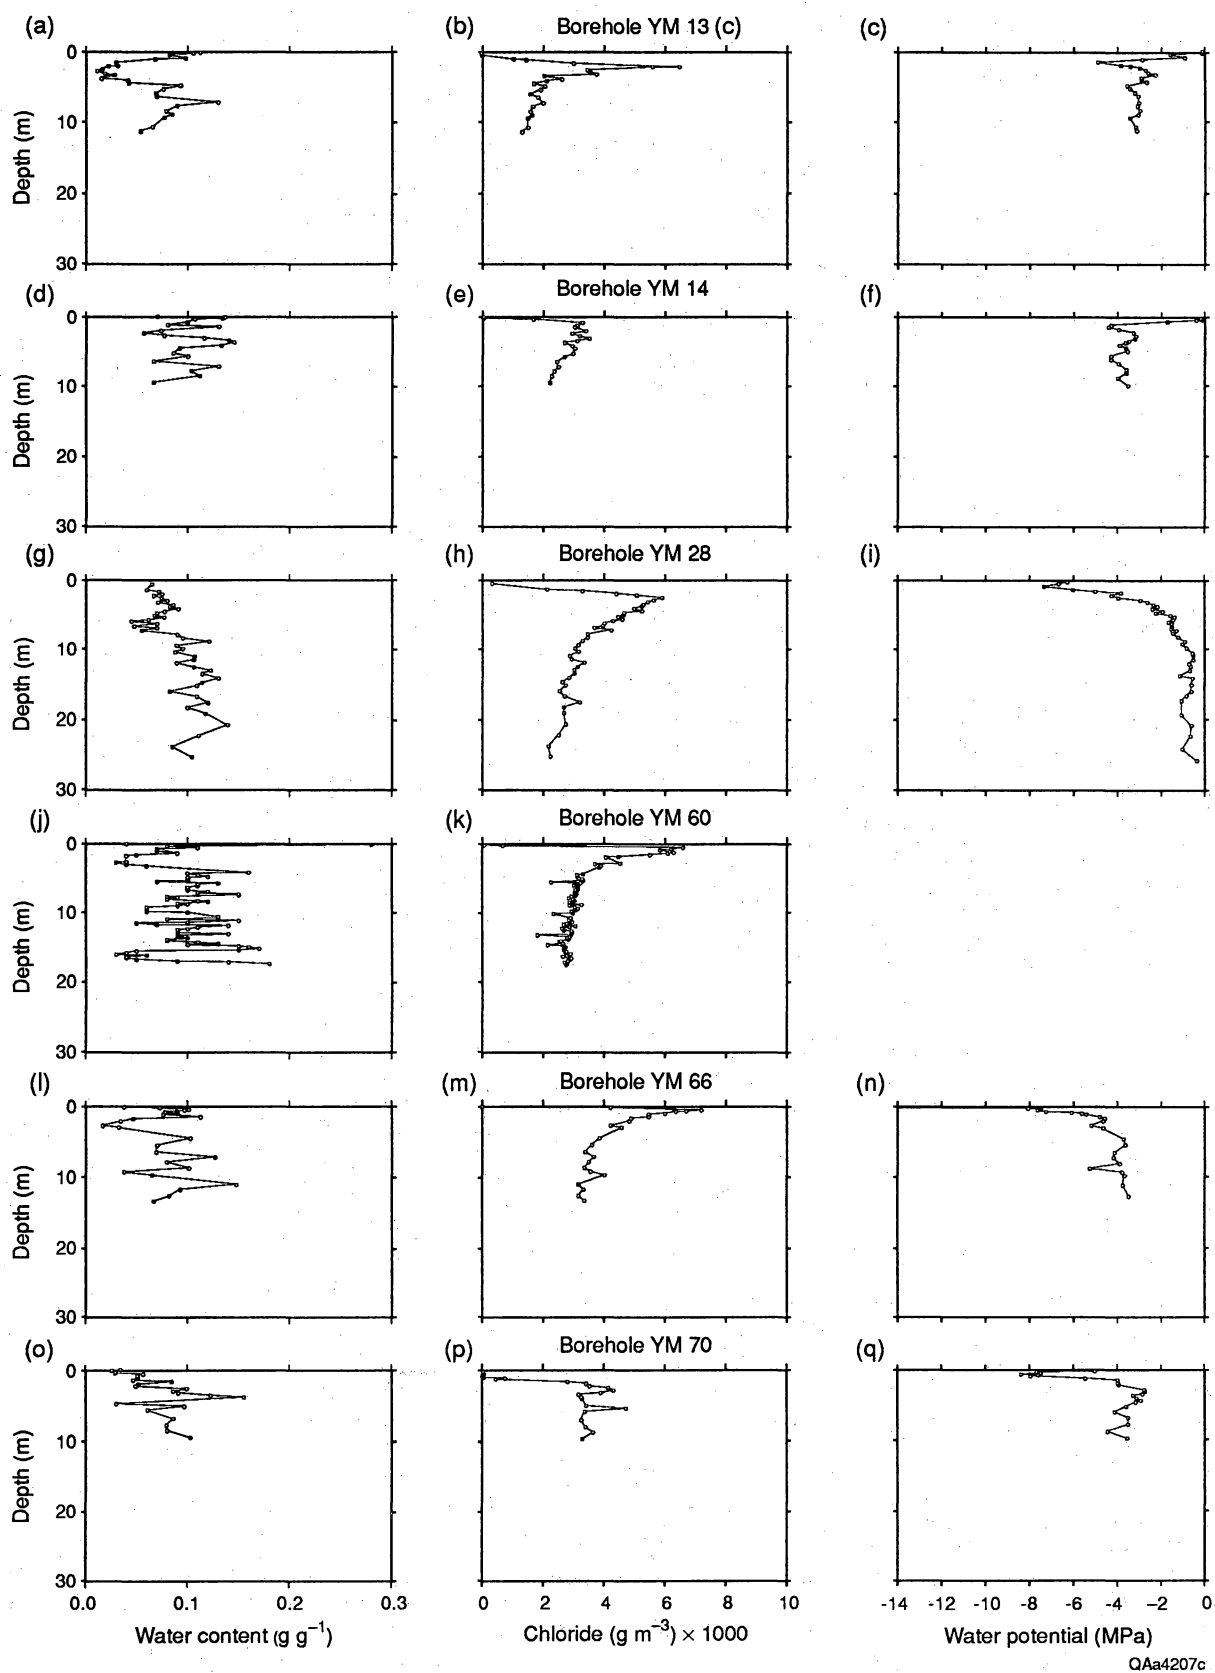 (a) (b) Borehole YM 13 (c) (c)
0
10
20
30
Depth (m)
(d) (e) Borehole YM 14 (f)
0
10
20
30
Depth (m)
(g) (h) Borehole YM 28 (i)
0
10
20
30
Depth (m)
(j) (k) Borehole YM 60
0
10
20
30
Depth (m)
(l) (m) Borehole YM 66 (n)
0
10
20
30
Depth (m)
(o) (p) Borehole YM 70 (q)
0
10
20
30
Depth (m)
0.0 0.1 0.2 0.3 0 2 4 6 8 10 -14 -12 -10 -8 -6 -4 -2 0
Water content (g g⁻¹) Chloride (g m⁻³) × 1000 Water potential (MPa)
QAa4207c